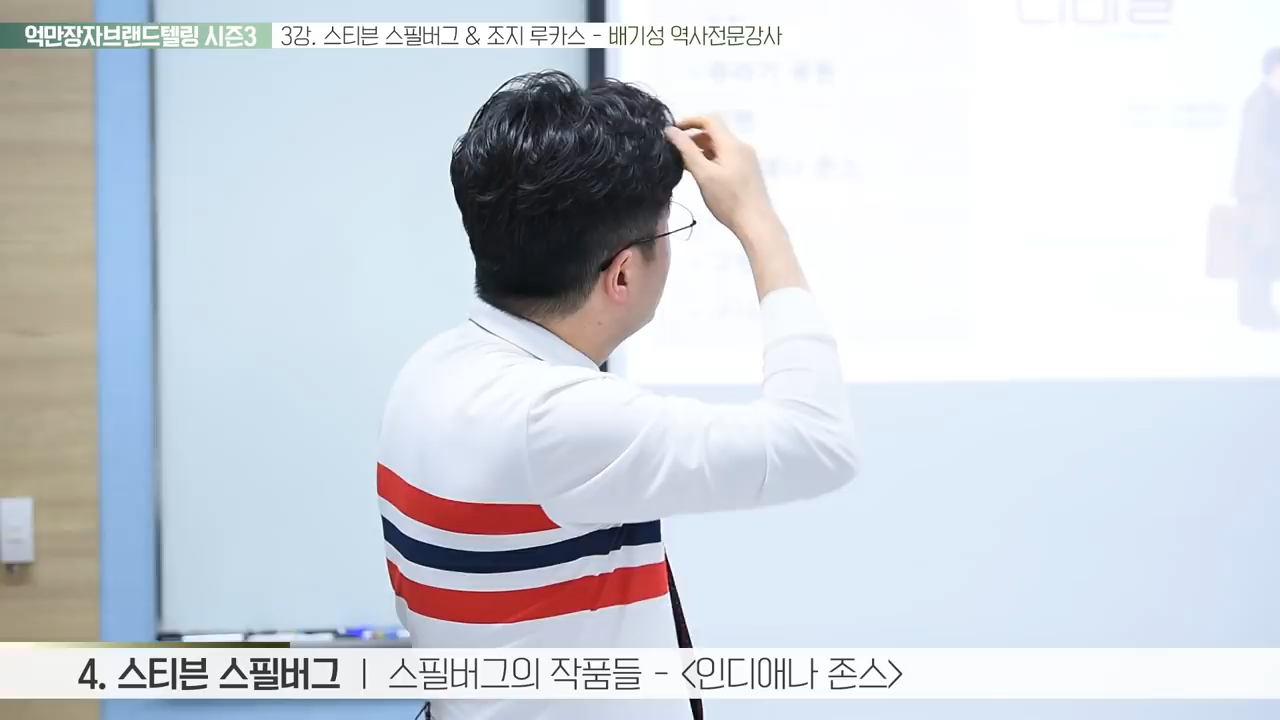 억만장자브랜드텔링 시즌3
3강. 스티븐 스필버그 & 조지 루카스 - 배기성 역사전문강사
4. 스티븐 스필버그 | 스필버그의 작품들 - <인디애나 존스>